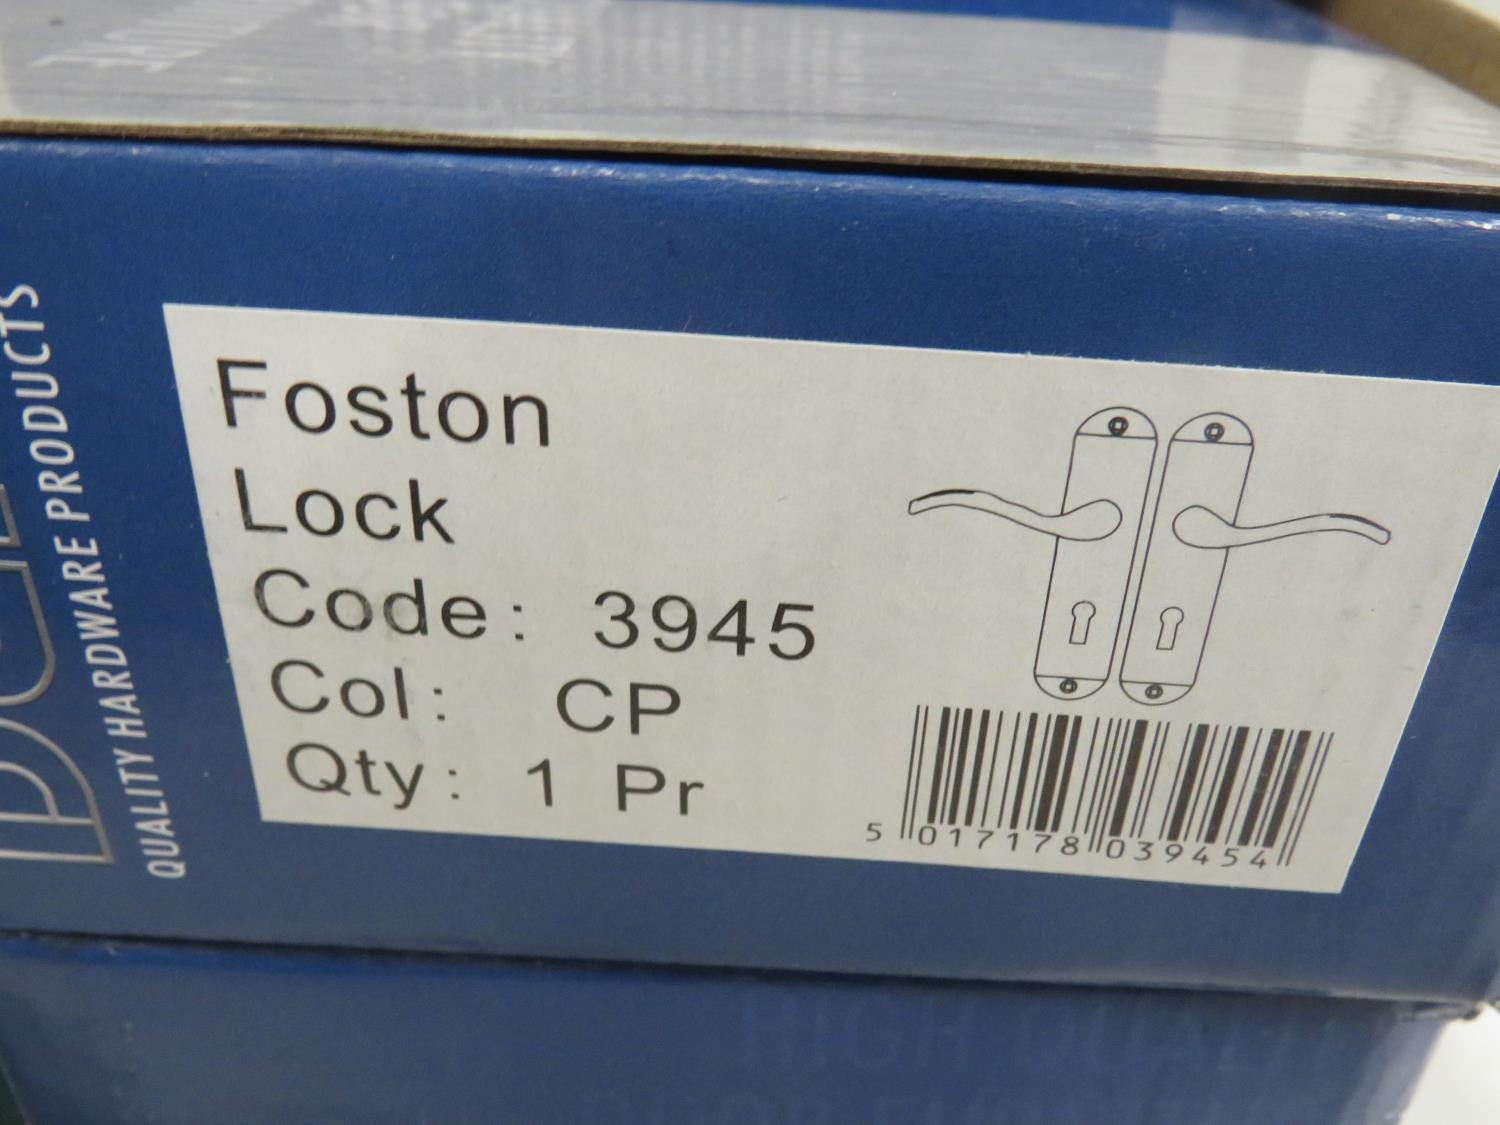 Foston
Lock
Code: 3945
Col: CP
Qty: 1 Pr
5 017178 039454
QUALITY HARDWARE PRODUCTS